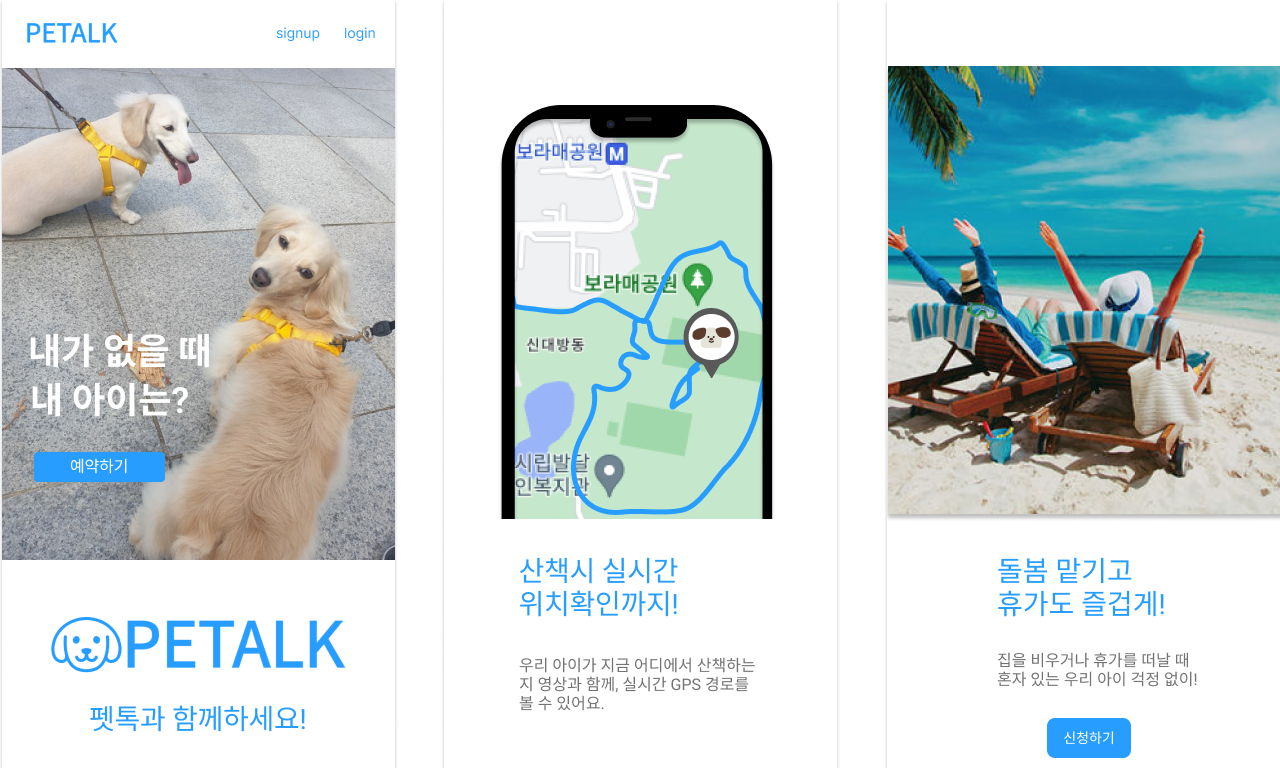 PETALK
signup login
내가 없을 때
내 아이는?
예약하기
PETALK
펫톡과 함께하세요!
보라매공원 M
보라매공원
신대방동
시립발달
인복지관
산책시 실시간
위치확인까지!
우리 아이가 지금 어디에서 산책하는
지 영상과 함께, 실시간 GPS 경로를
볼 수 있어요.
돌봄 맡기고
휴가도 즐겁게!
집을 비우거나 휴가를 떠날 때
혼자 있는 우리 아이 걱정 없이!
신청하기